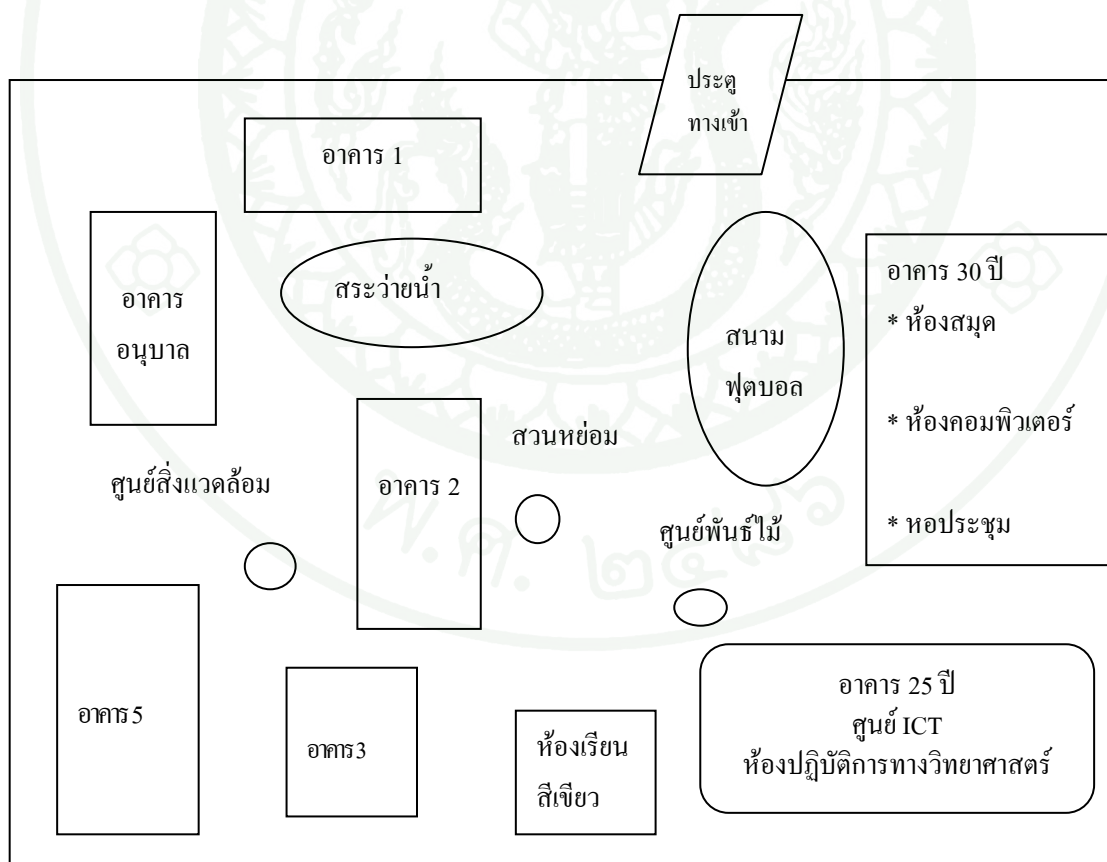 ประตู
ทางเข้า
อาคาร 1
อาคาร
อนุบาล
สระว่ายน้ำ
สนาม
ฟุตบอล
อาคาร 30 ปี
* ห้องสมุด
* ห้องคอมพิวเตอร์
* หอประชุม
สวนหย่อม
ศูนย์สิ่งแวดล้อม
อาคาร 2
ศูนย์พันธ์ไม้
พ.ศ. ๒๔๘๖
อาคาร 5
อาคาร 3
ห้องเรียน
สีเขียว
อาคาร 25 ปี
ศูนย์ ICT
ห้องปฏิบัติการทางวิทยาศาสตร์